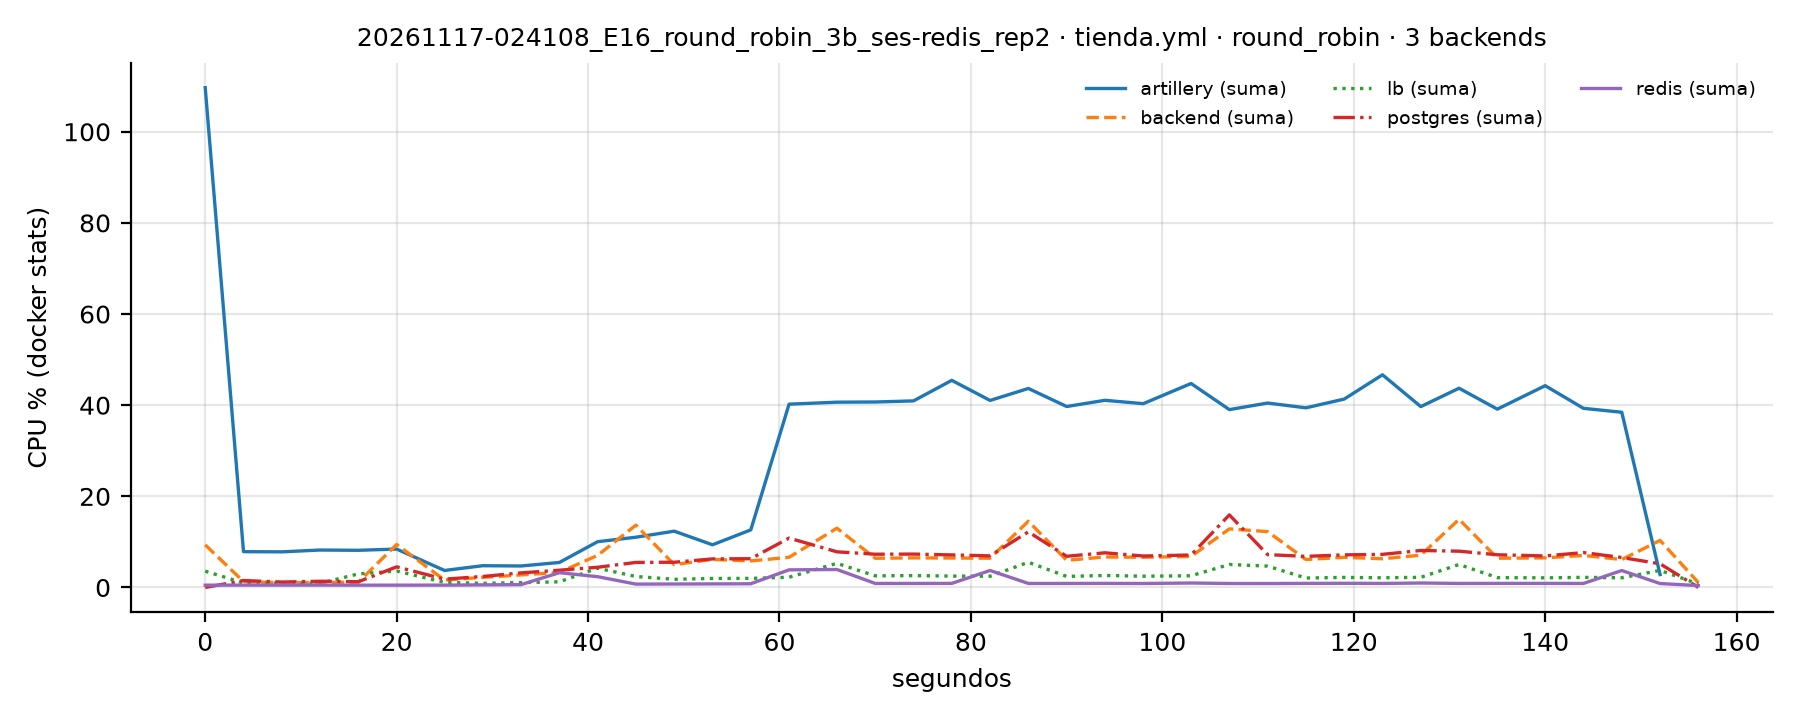 20261117-024108_E16_round_robin_3b_ses-redis_rep2 · tienda.yml · round_robin · 3 backends
artillery (suma)
backend (suma)
lb (suma)
postgres (suma)
redis (suma)
CPU % (docker stats)
100
80
60
40
20
0
0 20 40 60 80 100 120 140 160
segundos